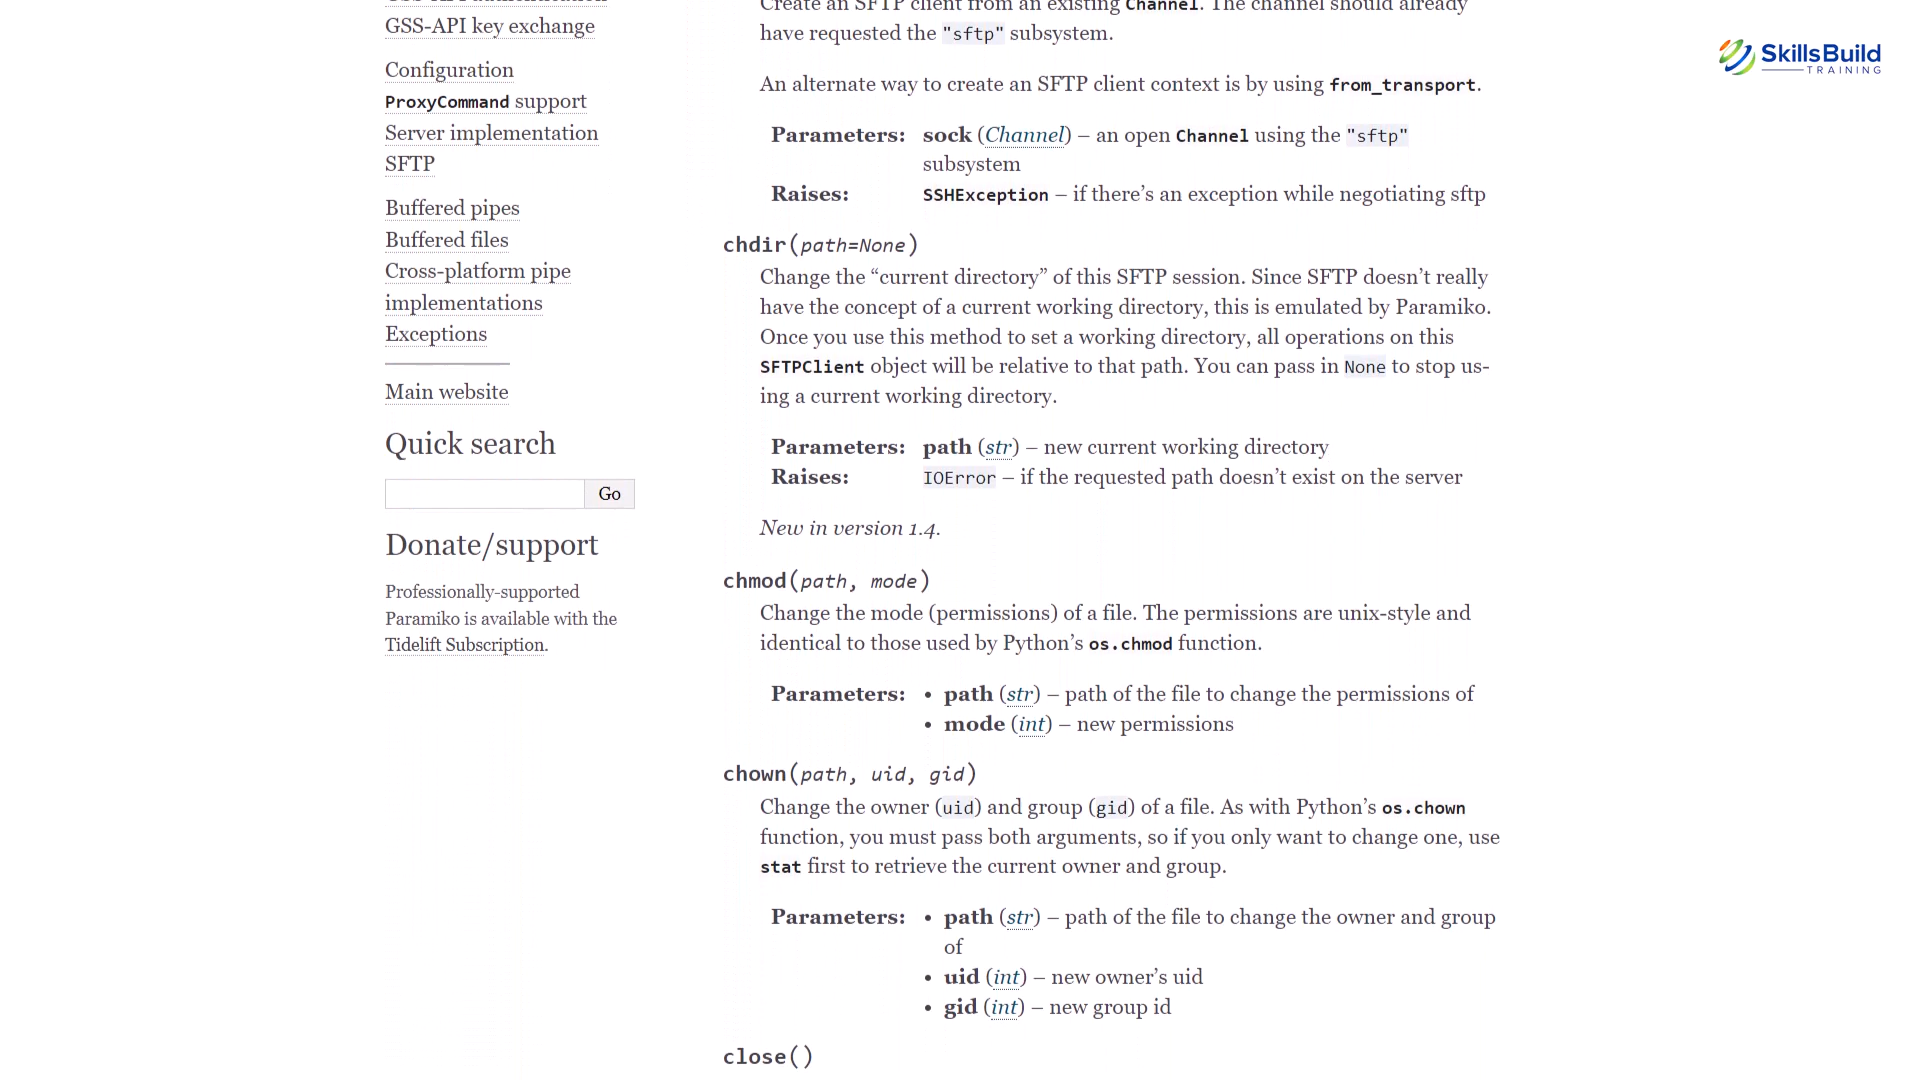 GSS-API key exchange
Configuration
ProxyCommand support
Server implementation
SFTP
Buffered pipes
Buffered files
Cross-platform pipe
implementations
Exceptions
Main website
Quick search
Go
Donate/support
Professionally-supported
Paramiko is available with the
Tidelift Subscription.
Create an SFTP client from an existing Channel. The channel should already
have requested the "sftp" subsystem.
An alternate way to create an SFTP client context is by using from_transport.
Parameters: sock (Channel) – an open Channel using the "sftp"
subsystem
Raises: SSHException – if there’s an exception while negotiating sftp
chdir(path=None)
Change the “current directory” of this SFTP session. Since SFTP doesn’t really
have the concept of a current working directory, this is emulated by Paramiko.
Once you use this method to set a working directory, all operations on this
SFTPClient object will be relative to that path. You can pass in None to stop us-
ing a current working directory.
Parameters: path (str) – new current working directory
Raises: IOError – if the requested path doesn’t exist on the server
New in version 1.4.
chmod(path, mode)
Change the mode (permissions) of a file. The permissions are unix-style and
identical to those used by Python’s os.chmod function.
Parameters: • path (str) – path of the file to change the permissions of
• mode (int) – new permissions
chown(path, uid, gid)
Change the owner (uid) and group (gid) of a file. As with Python’s os.chown
function, you must pass both arguments, so if you only want to change one, use
stat first to retrieve the current owner and group.
Parameters: • path (str) – path of the file to change the owner and group
of
• uid (int) – new owner’s uid
• gid (int) – new group id
close()
SkillsBuild
TRAINING